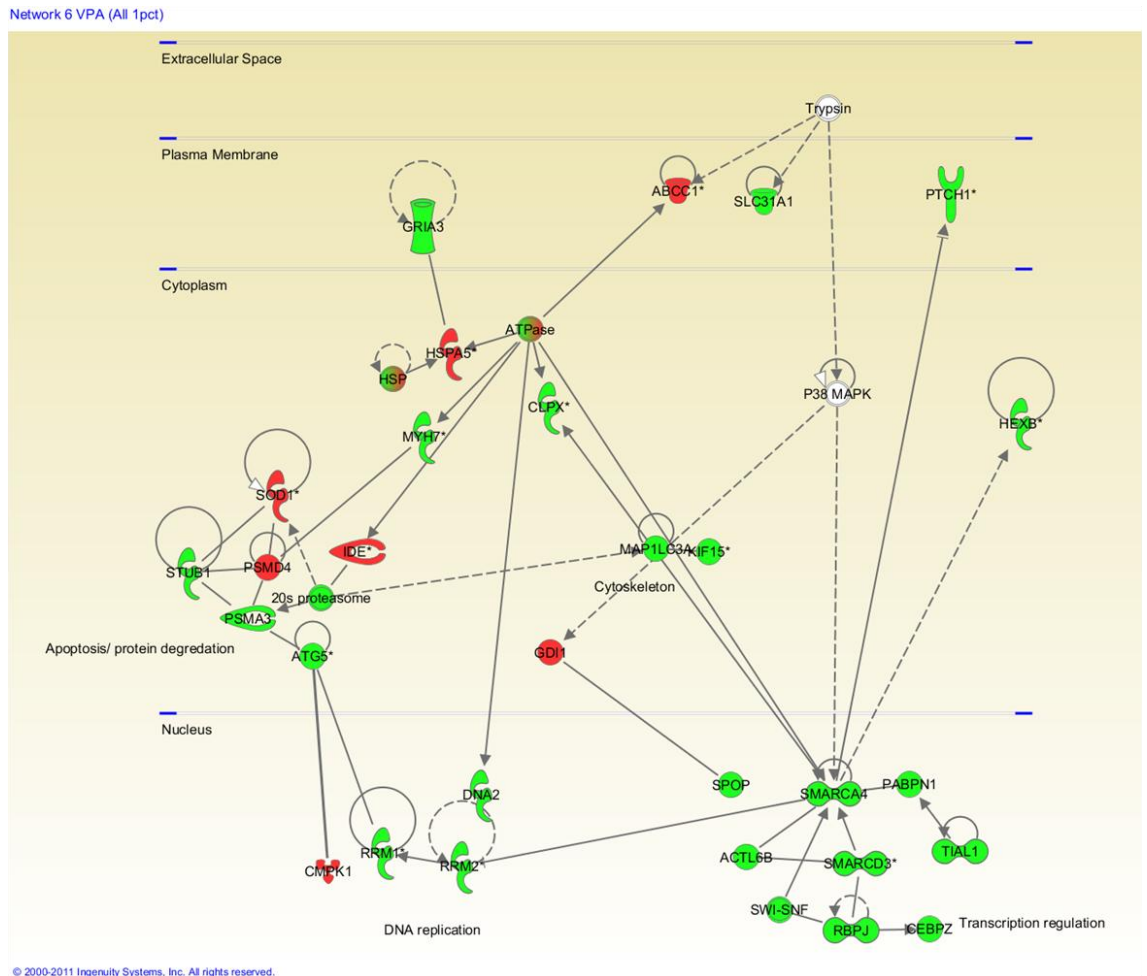 Network 6 VPA (All 1pct)
Extracellular Space
Trypsin
Plasma Membrane
ABCC1*
SLC31A1
PTCH1*
GRIA3
Cytoplasm
ATPase
HSPA5*
HSP
P38 MAPK
CLPX*
HEXB*
MYH7*
SOD1*
IDE*
MAP1LC3A
KIF15*
STUB1
PSMD4
Cytoskeleton
20s proteasome
PSMA3
Apoptosis/ protein degredation
ATG5*
GDI1
Nucleus
SPOP
PABPN1
DNA2
SMARCA4
RRM1*
TIAL1
ACTL6B
SMARCD3*
CMPK1
RRM2*
SWI-SNF
Transcription regulation
DNA replication
RBPJ
CEBPZ
© 2000-2011 Ingenuity Systems, Inc. All rights reserved.